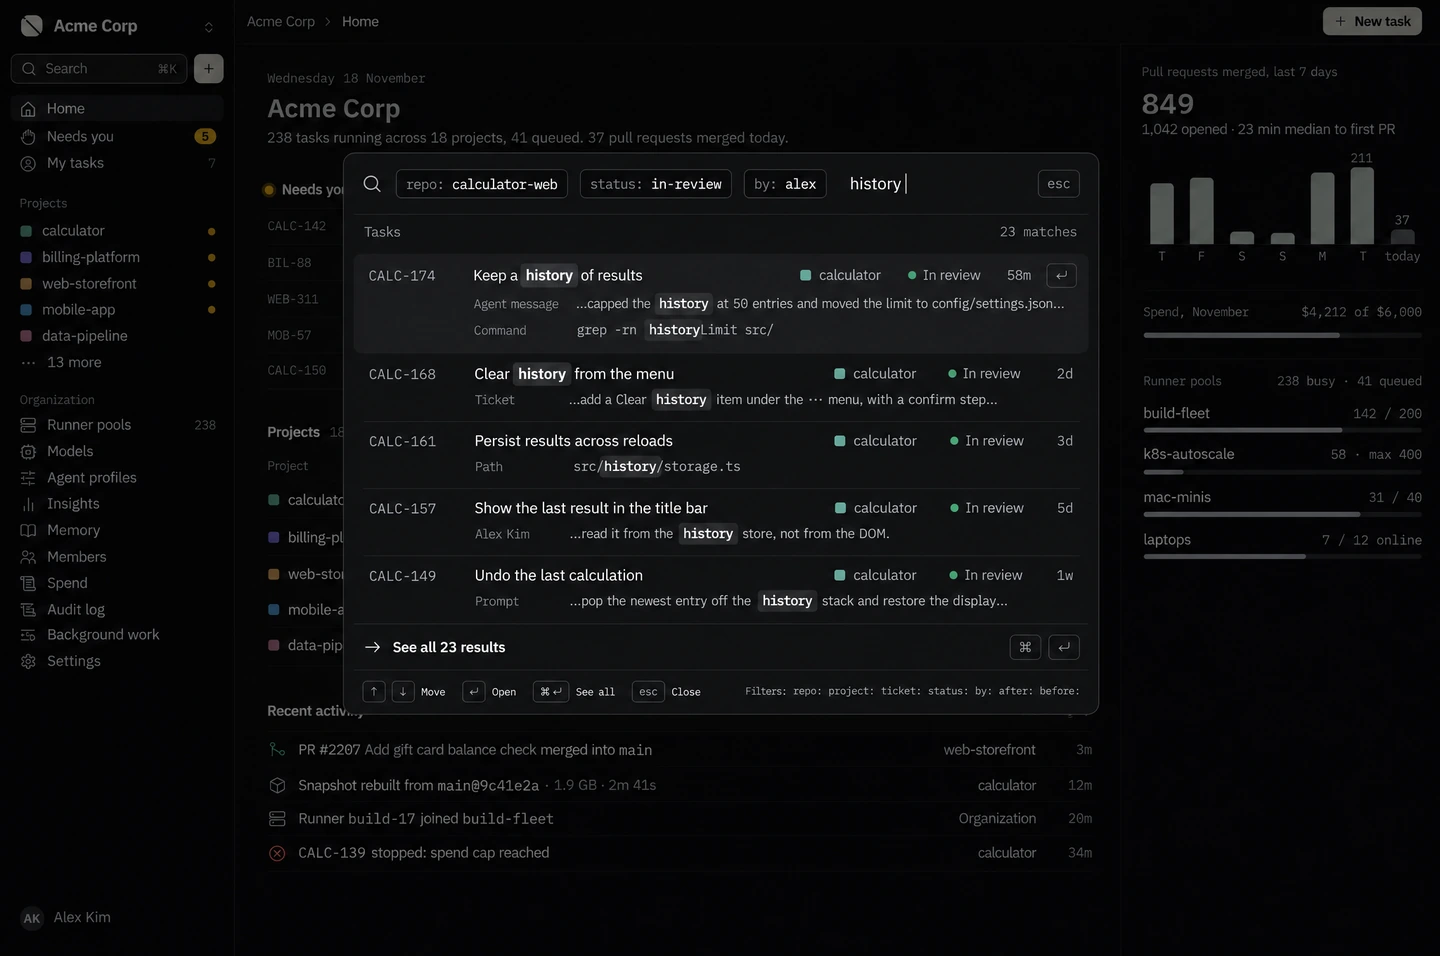 Acme Corp
Search ⌘K +
Home
Needs you 5
My tasks 7
Projects
calculator
billing-platform
web-storefront
mobile-app
data-pipeline
··· 13 more
Organization
Runner pools 238
Models
Agent profiles
Insights
Memory
Members
Spend
Audit log
Background work
Settings
AK Alex Kim
Acme Corp > Home
+ New task
Wednesday 18 November
Acme Corp
238 tasks running across 18 projects, 41 queued. 37 pull requests merged today.
Needs you
CALC-142
BIL-88
WEB-311
MOB-57
CALC-150
Projects 18
Project
calculator
billing-pl
web-stor
mobile-a
data-pip
repo: calculator-web status: in-review by: alex history esc
Tasks 23 matches
CALC-174 Keep a history of results calculator In review 58m ↵
Agent message ...capped the history at 50 entries and moved the limit to config/settings.json...
Command grep -rn historyLimit src/
CALC-168 Clear history from the menu calculator In review 2d
Ticket ...add a Clear history item under the ··· menu, with a confirm step...
CALC-161 Persist results across reloads calculator In review 3d
Path src/history/storage.ts
CALC-157 Show the last result in the title bar calculator In review 5d
Alex Kim ...read it from the history store, not from the DOM.
CALC-149 Undo the last calculation calculator In review 1w
Prompt ...pop the newest entry off the history stack and restore the display...
→ See all 23 results ⌘ ↵
↑ ↓ Move ↵ Open ⌘↵ See all esc Close Filters: repo: project: ticket: status: by: after: before:
Recent activity
PR #2207 Add gift card balance check merged into main web-storefront 3m
Snapshot rebuilt from main@9c41e2a · 1.9 GB · 2m 41s calculator 12m
Runner build-17 joined build-fleet Organization 20m
CALC-139 stopped: spend cap reached calculator 34m
Pull requests merged, last 7 days
849
1,042 opened · 23 min median to first PR
211
37
T F S S M T today
Spend, November $4,212 of $6,000
Runner pools 238 busy · 41 queued
build-fleet 142 / 200
k8s-autoscale 58 · max 400
mac-minis 31 / 40
laptops 7 / 12 online